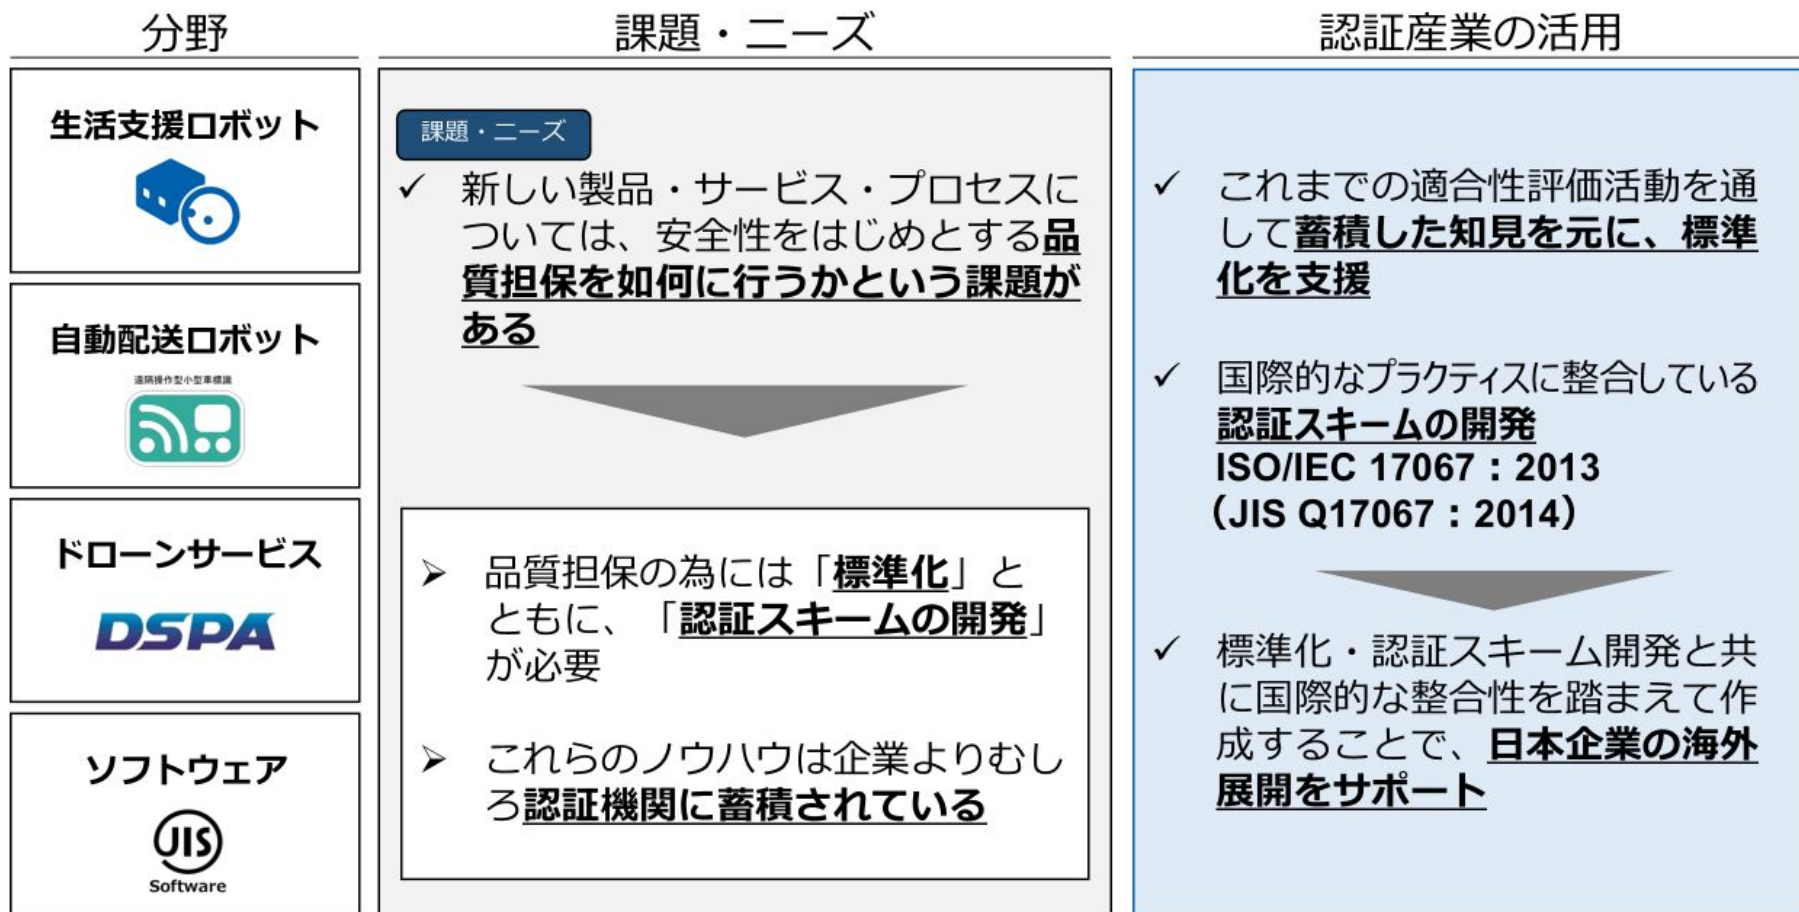 分野
生活支援ロボット
自動配送ロボット
遠隔操作型小型車標識
ドローンサービス
DSPA
ソフトウェア
JIS
Software
課題・ニーズ
課題・ニーズ
✓ 新しい製品・サービス・プロセスに
ついては、安全性をはじめとする品
質担保を如何に行うかという課題が
ある
➢ 品質担保の為には「標準化」と
ともに、「認証スキームの開発」
が必要
➢ これらのノウハウは企業よりむし
ろ認証機関に蓄積されている
認証産業の活用
✓ これまでの適合性評価活動を通
して蓄積した知見を元に、標準
化を支援
✓ 国際的なプラクティスに整合している
認証スキームの開発
ISO/IEC 17067：2013
（JIS Q17067：2014）
✓ 標準化・認証スキーム開発と共
に国際的な整合性を踏まえて作
成することで、日本企業の海外
展開をサポート